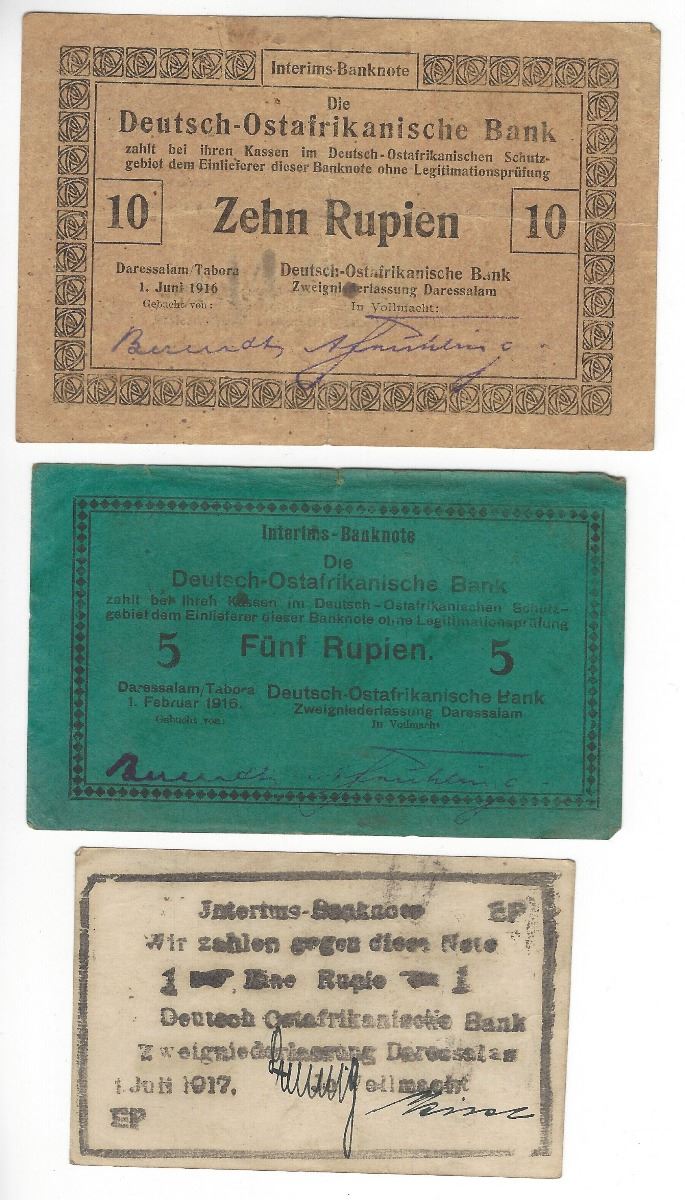 Interims-Banknote
Die
Deutsch-Ostafrikanische Bank
zahlt bei ihren Kassen im Deutsch-Ostafrikanischen Schutz-
gebiet dem Einlieferer dieser Banknote ohne Legitimationsprüfung
10 Zehn Rupien 10
Daressalam/Tabora Deutsch-Ostafrikanische Bank
1. Juni 1916 Zweigniederlassung Daressalam
Gebucht von: In Vollmacht:
Interims-Banknote
Die
Deutsch-Ostafrikanische Bank
zahlt bei ihren Kassen im Deutsch-Ostafrikanischen Schutz-
gebiet dem Einlieferer dieser Banknote ohne Legitimationsprüfung
5 Fünf Rupien. 5
Daressalam/Tabora Deutsch-Ostafrikanische Bank
1. Februar 1916. Zweigniederlassung Daressalam
Gebucht von: In Vollmacht
Interims-Banknote EP
Wir zahlen gegen diese Note
1 Eine Rupie 1
Deutsch Ostafrikanische Bank
Zweigniederlassung Daressalam
1 Juli 1917. Vollmacht
EP